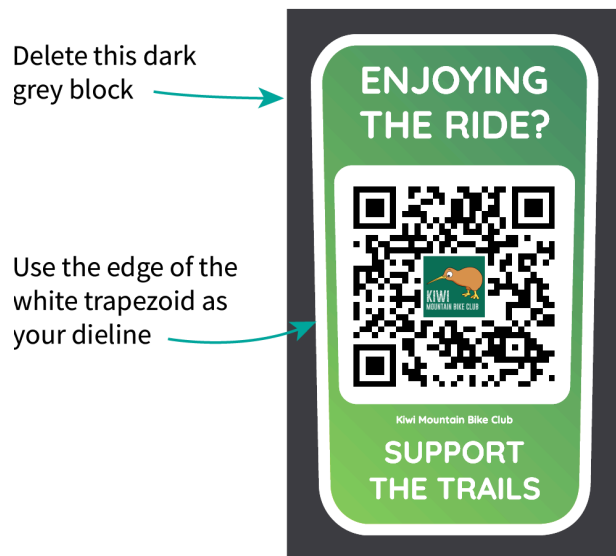 Delete this dark
grey block
Use the edge of the
white trapezoid as
your dieline
ENJOYING
THE RIDE?
KIWI
MOUNTAIN BIKE CLUB
Kiwi Mountain Bike Club
SUPPORT
THE TRAILS